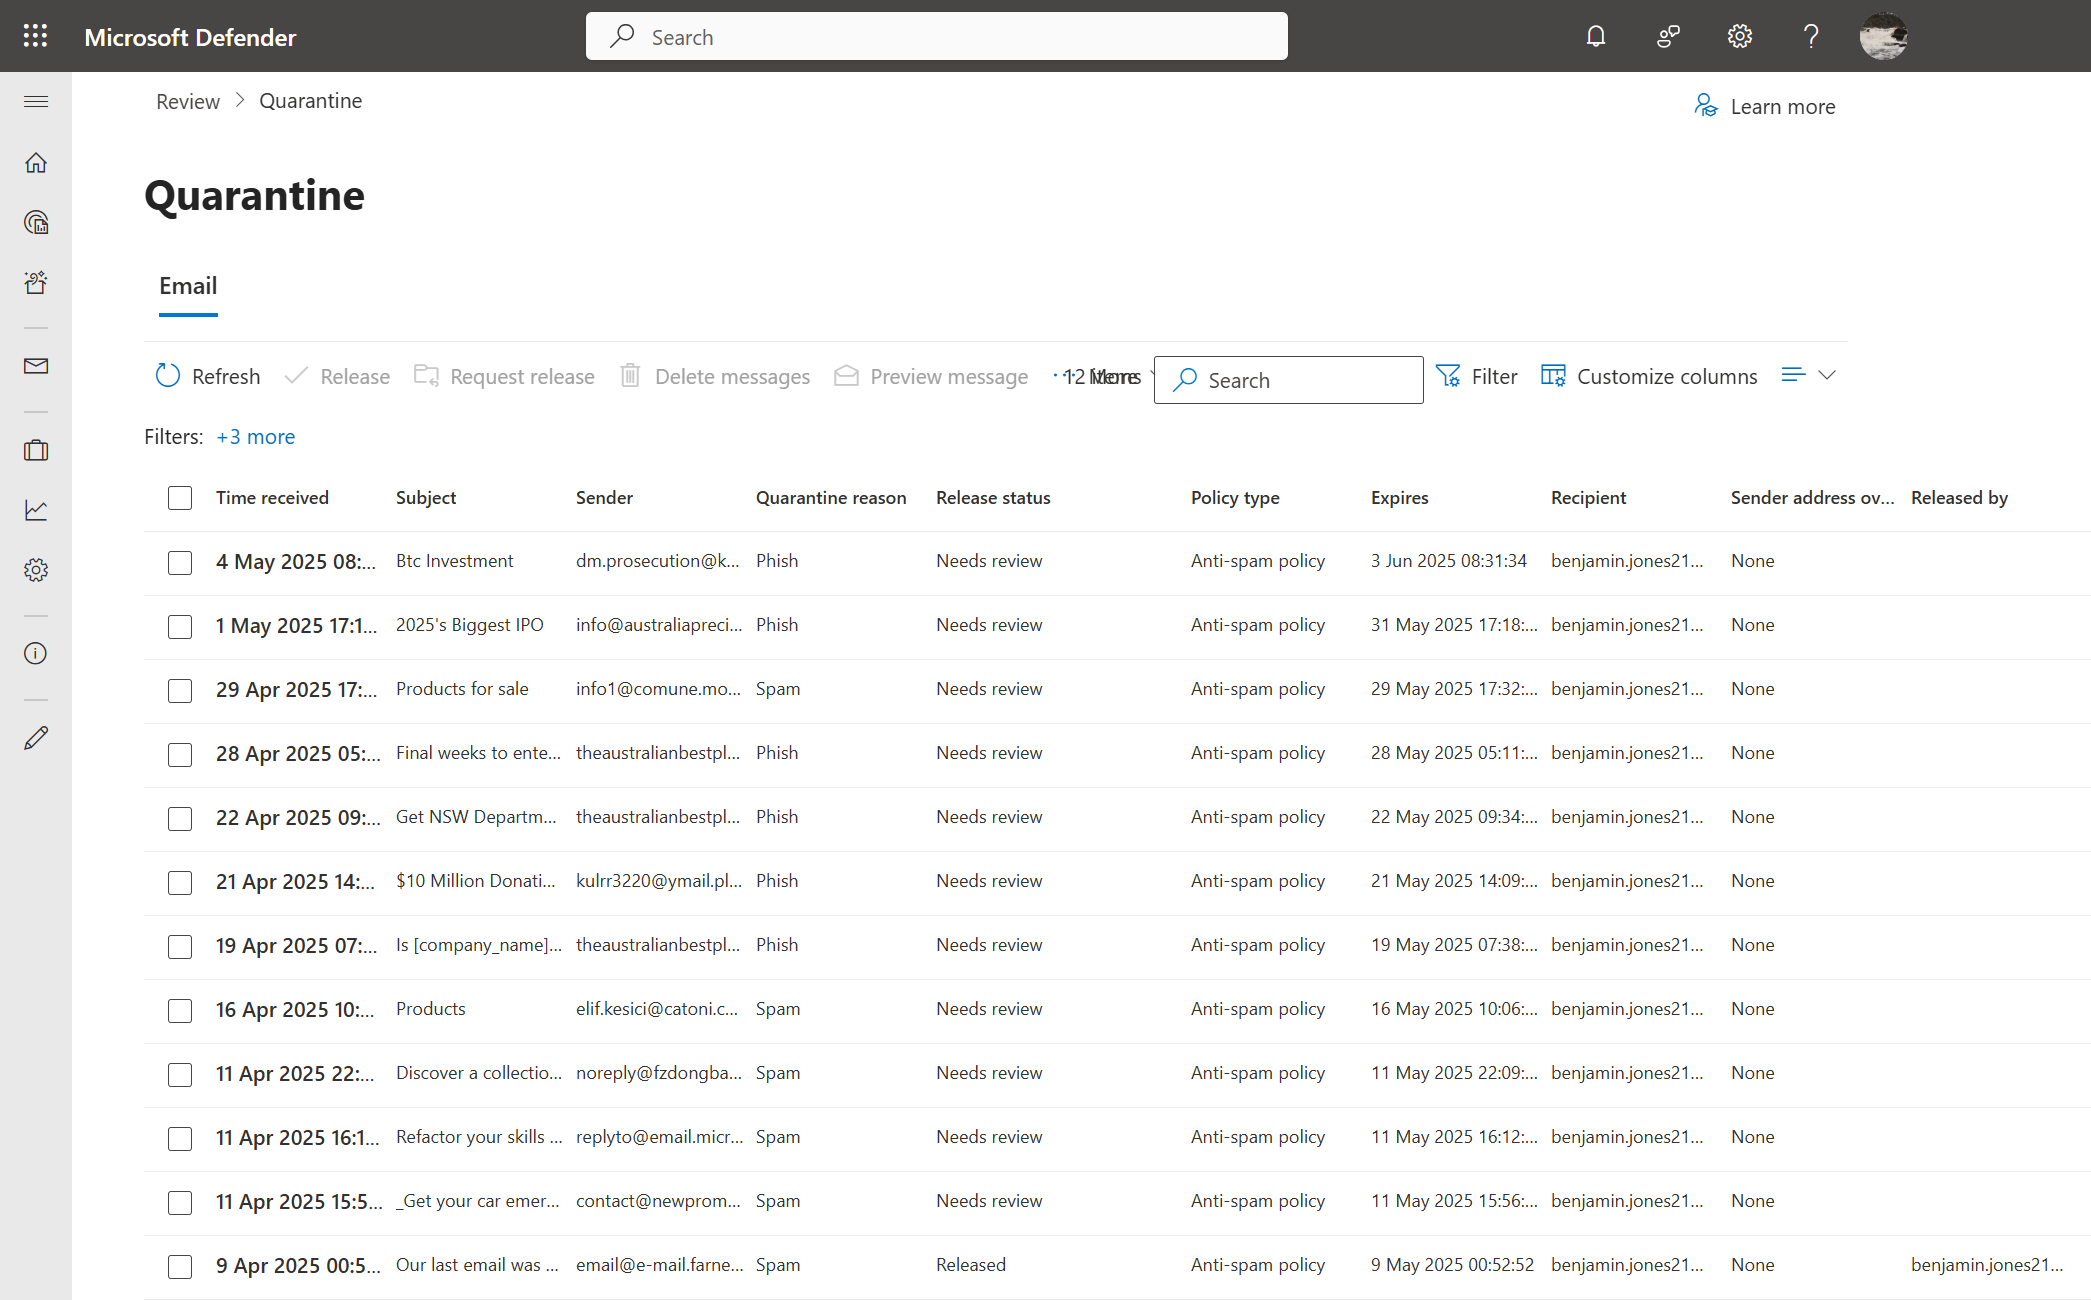 Microsoft Defender
Search
Review > Quarantine
Learn more
Quarantine
Email
Refresh Release Request release Delete messages Preview message 12 items More Search Filter Customize columns
Filters: +3 more
Time received Subject Sender Quarantine reason Release status Policy type Expires Recipient Sender address ov... Released by
4 May 2025 08:... Btc Investment dm.prosecution@k... Phish Needs review Anti-spam policy 3 Jun 2025 08:31:34 benjamin.jones21... None
1 May 2025 17:1... 2025's Biggest IPO info@australiapreci... Phish Needs review Anti-spam policy 31 May 2025 17:18:... benjamin.jones21... None
29 Apr 2025 17:... Products for sale info1@comune.mo... Spam Needs review Anti-spam policy 29 May 2025 17:32:... benjamin.jones21... None
28 Apr 2025 05:... Final weeks to ente... theaustralianbestpl... Phish Needs review Anti-spam policy 28 May 2025 05:11:... benjamin.jones21... None
22 Apr 2025 09:... Get NSW Departm... theaustralianbestpl... Phish Needs review Anti-spam policy 22 May 2025 09:34:... benjamin.jones21... None
21 Apr 2025 14:... $10 Million Donati... kulrr3220@ymail.pl... Phish Needs review Anti-spam policy 21 May 2025 14:09:... benjamin.jones21... None
19 Apr 2025 07:... Is [company_name]... theaustralianbestpl... Phish Needs review Anti-spam policy 19 May 2025 07:38:... benjamin.jones21... None
16 Apr 2025 10:... Products elif.kesici@catoni.c... Spam Needs review Anti-spam policy 16 May 2025 10:06:... benjamin.jones21... None
11 Apr 2025 22:... Discover a collectio... noreply@fzdongba... Spam Needs review Anti-spam policy 11 May 2025 22:09:... benjamin.jones21... None
11 Apr 2025 16:1... Refactor your skills ... replyto@email.micr... Spam Needs review Anti-spam policy 11 May 2025 16:12:... benjamin.jones21... None
11 Apr 2025 15:5... _Get your car emer... contact@newprom... Spam Needs review Anti-spam policy 11 May 2025 15:56:... benjamin.jones21... None
9 Apr 2025 00:5... Our last email was ... email@e-mail.farne... Spam Released Anti-spam policy 9 May 2025 00:52:52 benjamin.jones21... None benjamin.jones21...